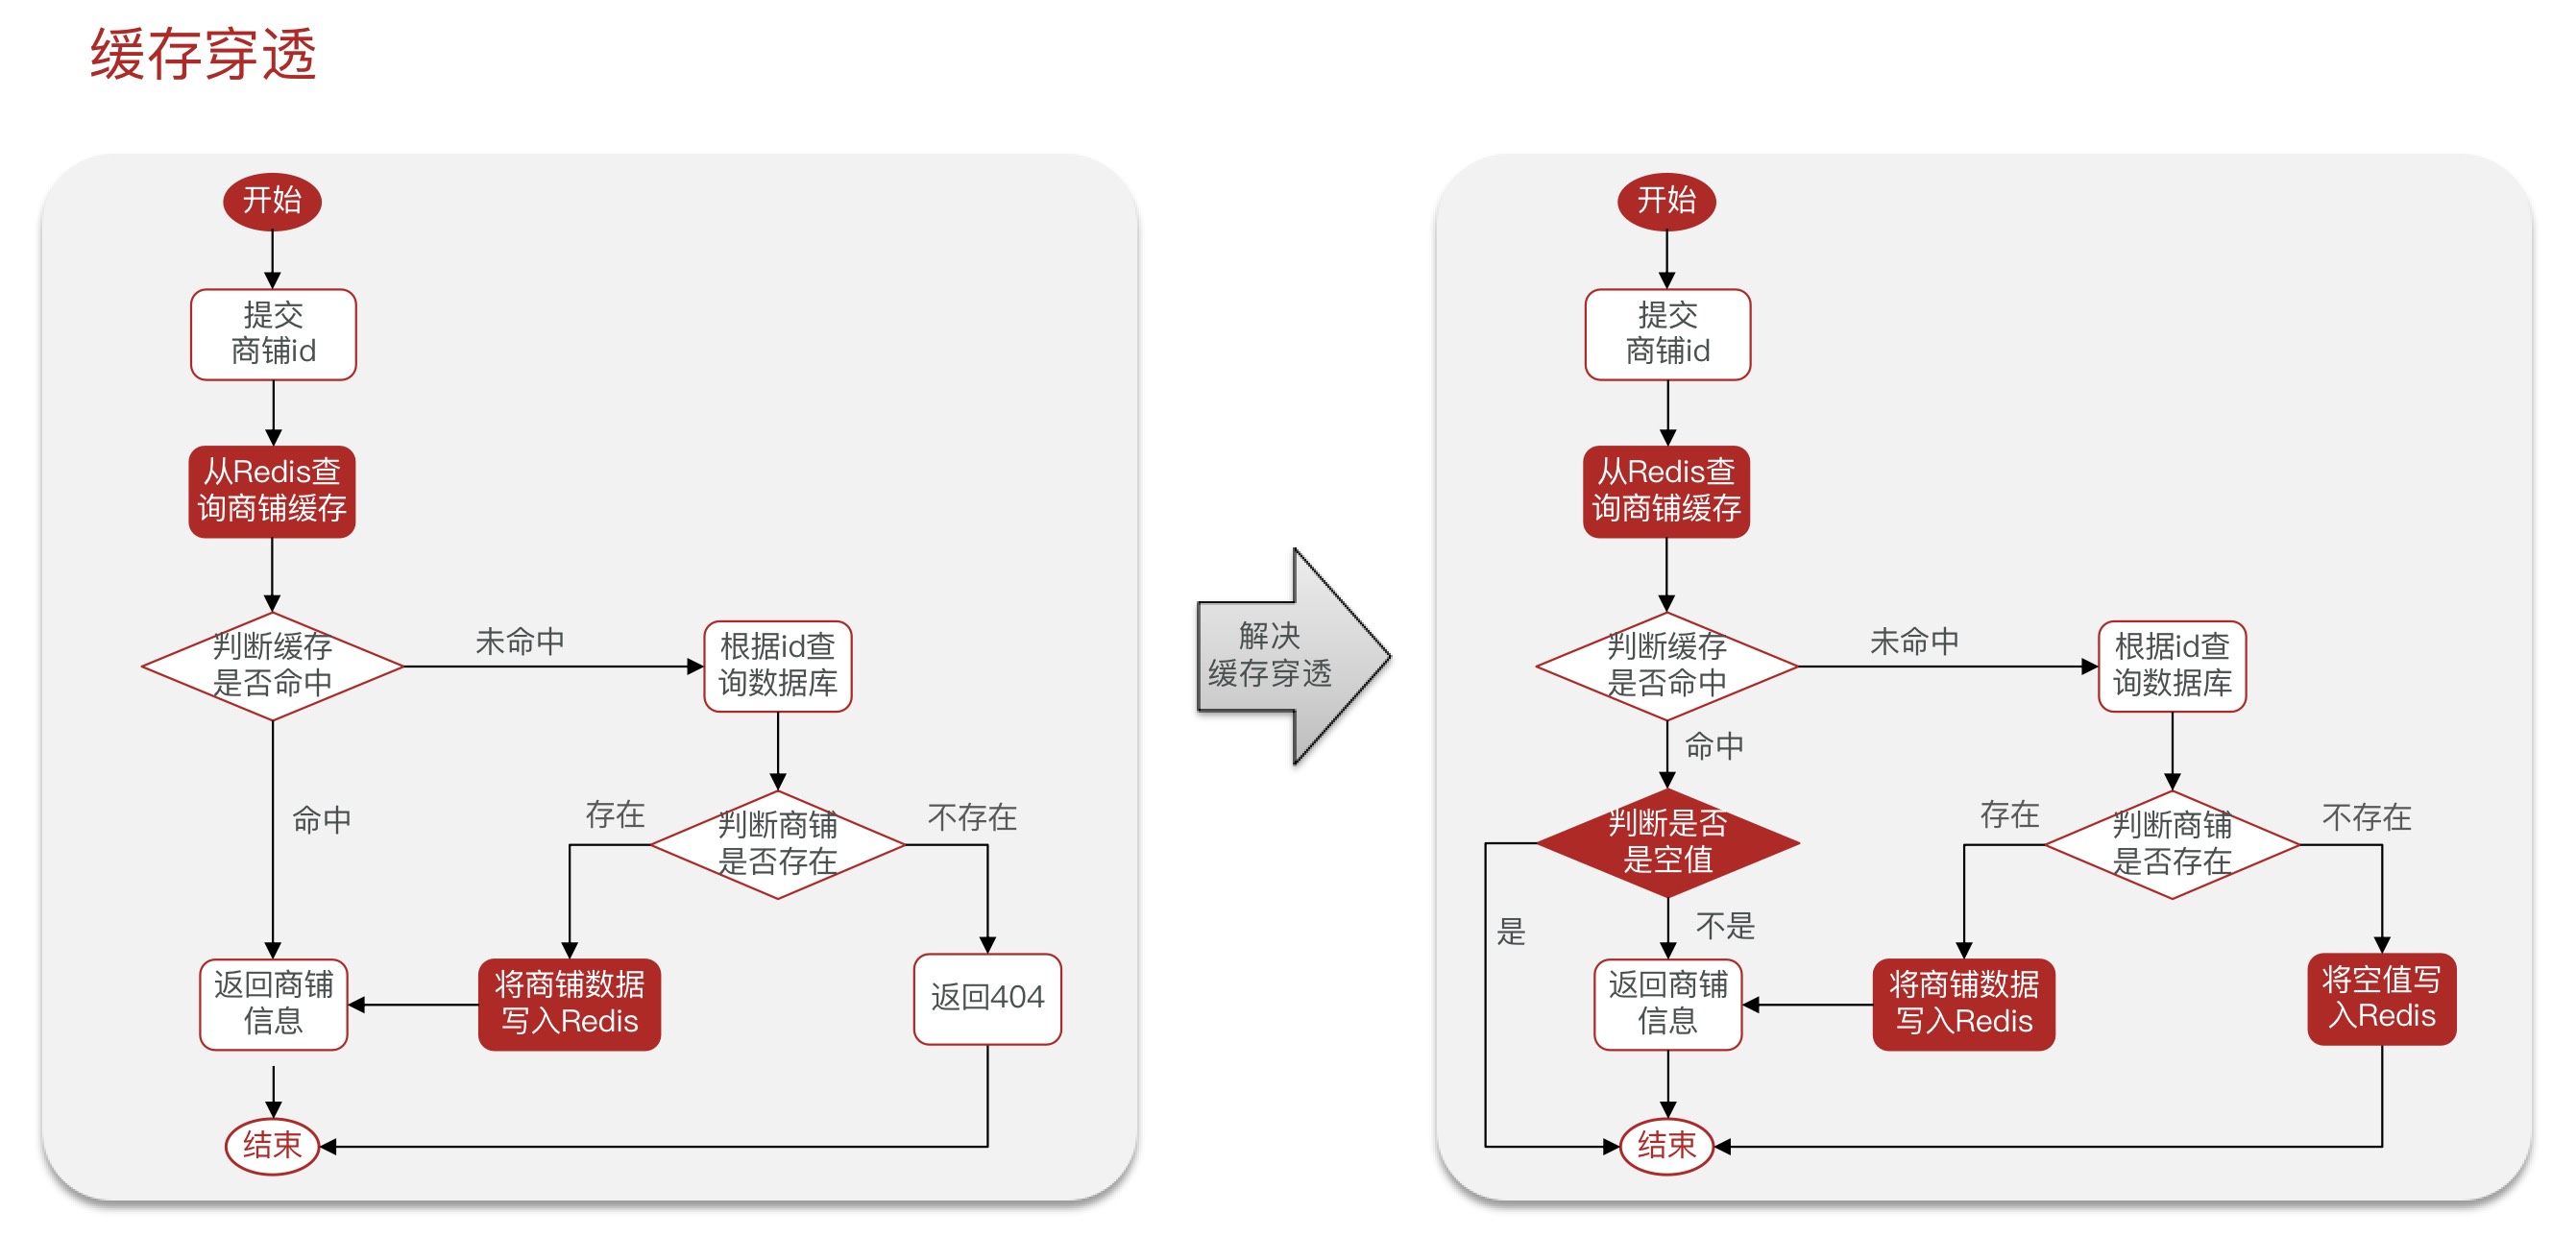 缓存穿透
开始
提交
商铺id
从Redis查
询商铺缓存
判断缓存
是否命中
未命中
根据id查
询数据库
命中
存在
判断商铺
是否存在
不存在
返回商铺
信息
将商铺数据
写入Redis
返回404
结束
解决
缓存穿透
开始
提交
商铺id
从Redis查
询商铺缓存
判断缓存
是否命中
未命中
根据id查
询数据库
命中
判断是否
是空值
存在
判断商铺
是否存在
不存在
是
不是
返回商铺
信息
将商铺数据
写入Redis
将空值写
入Redis
结束